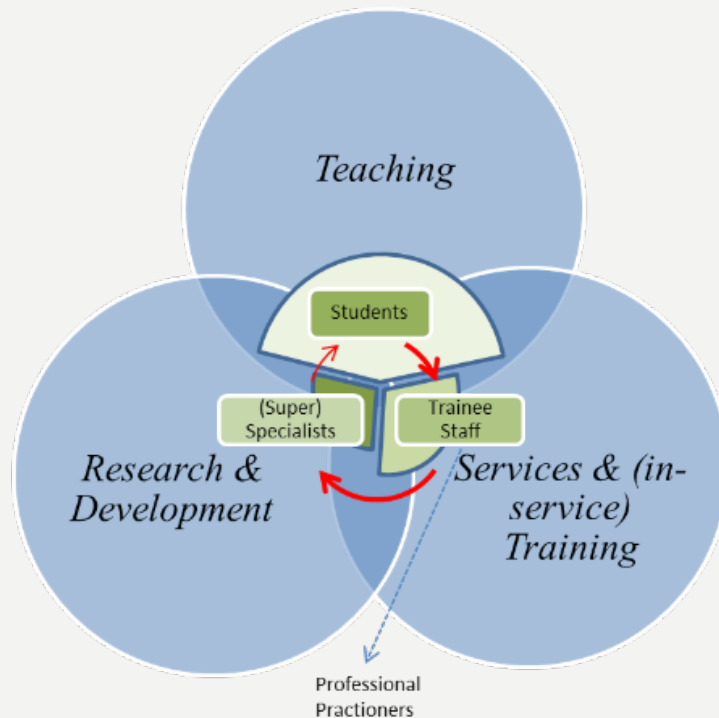 Teaching
Students
(Super)
Specialists
Trainee
Staff
Research &
Development
Services & (in-
service)
Training
Professional
Practioners